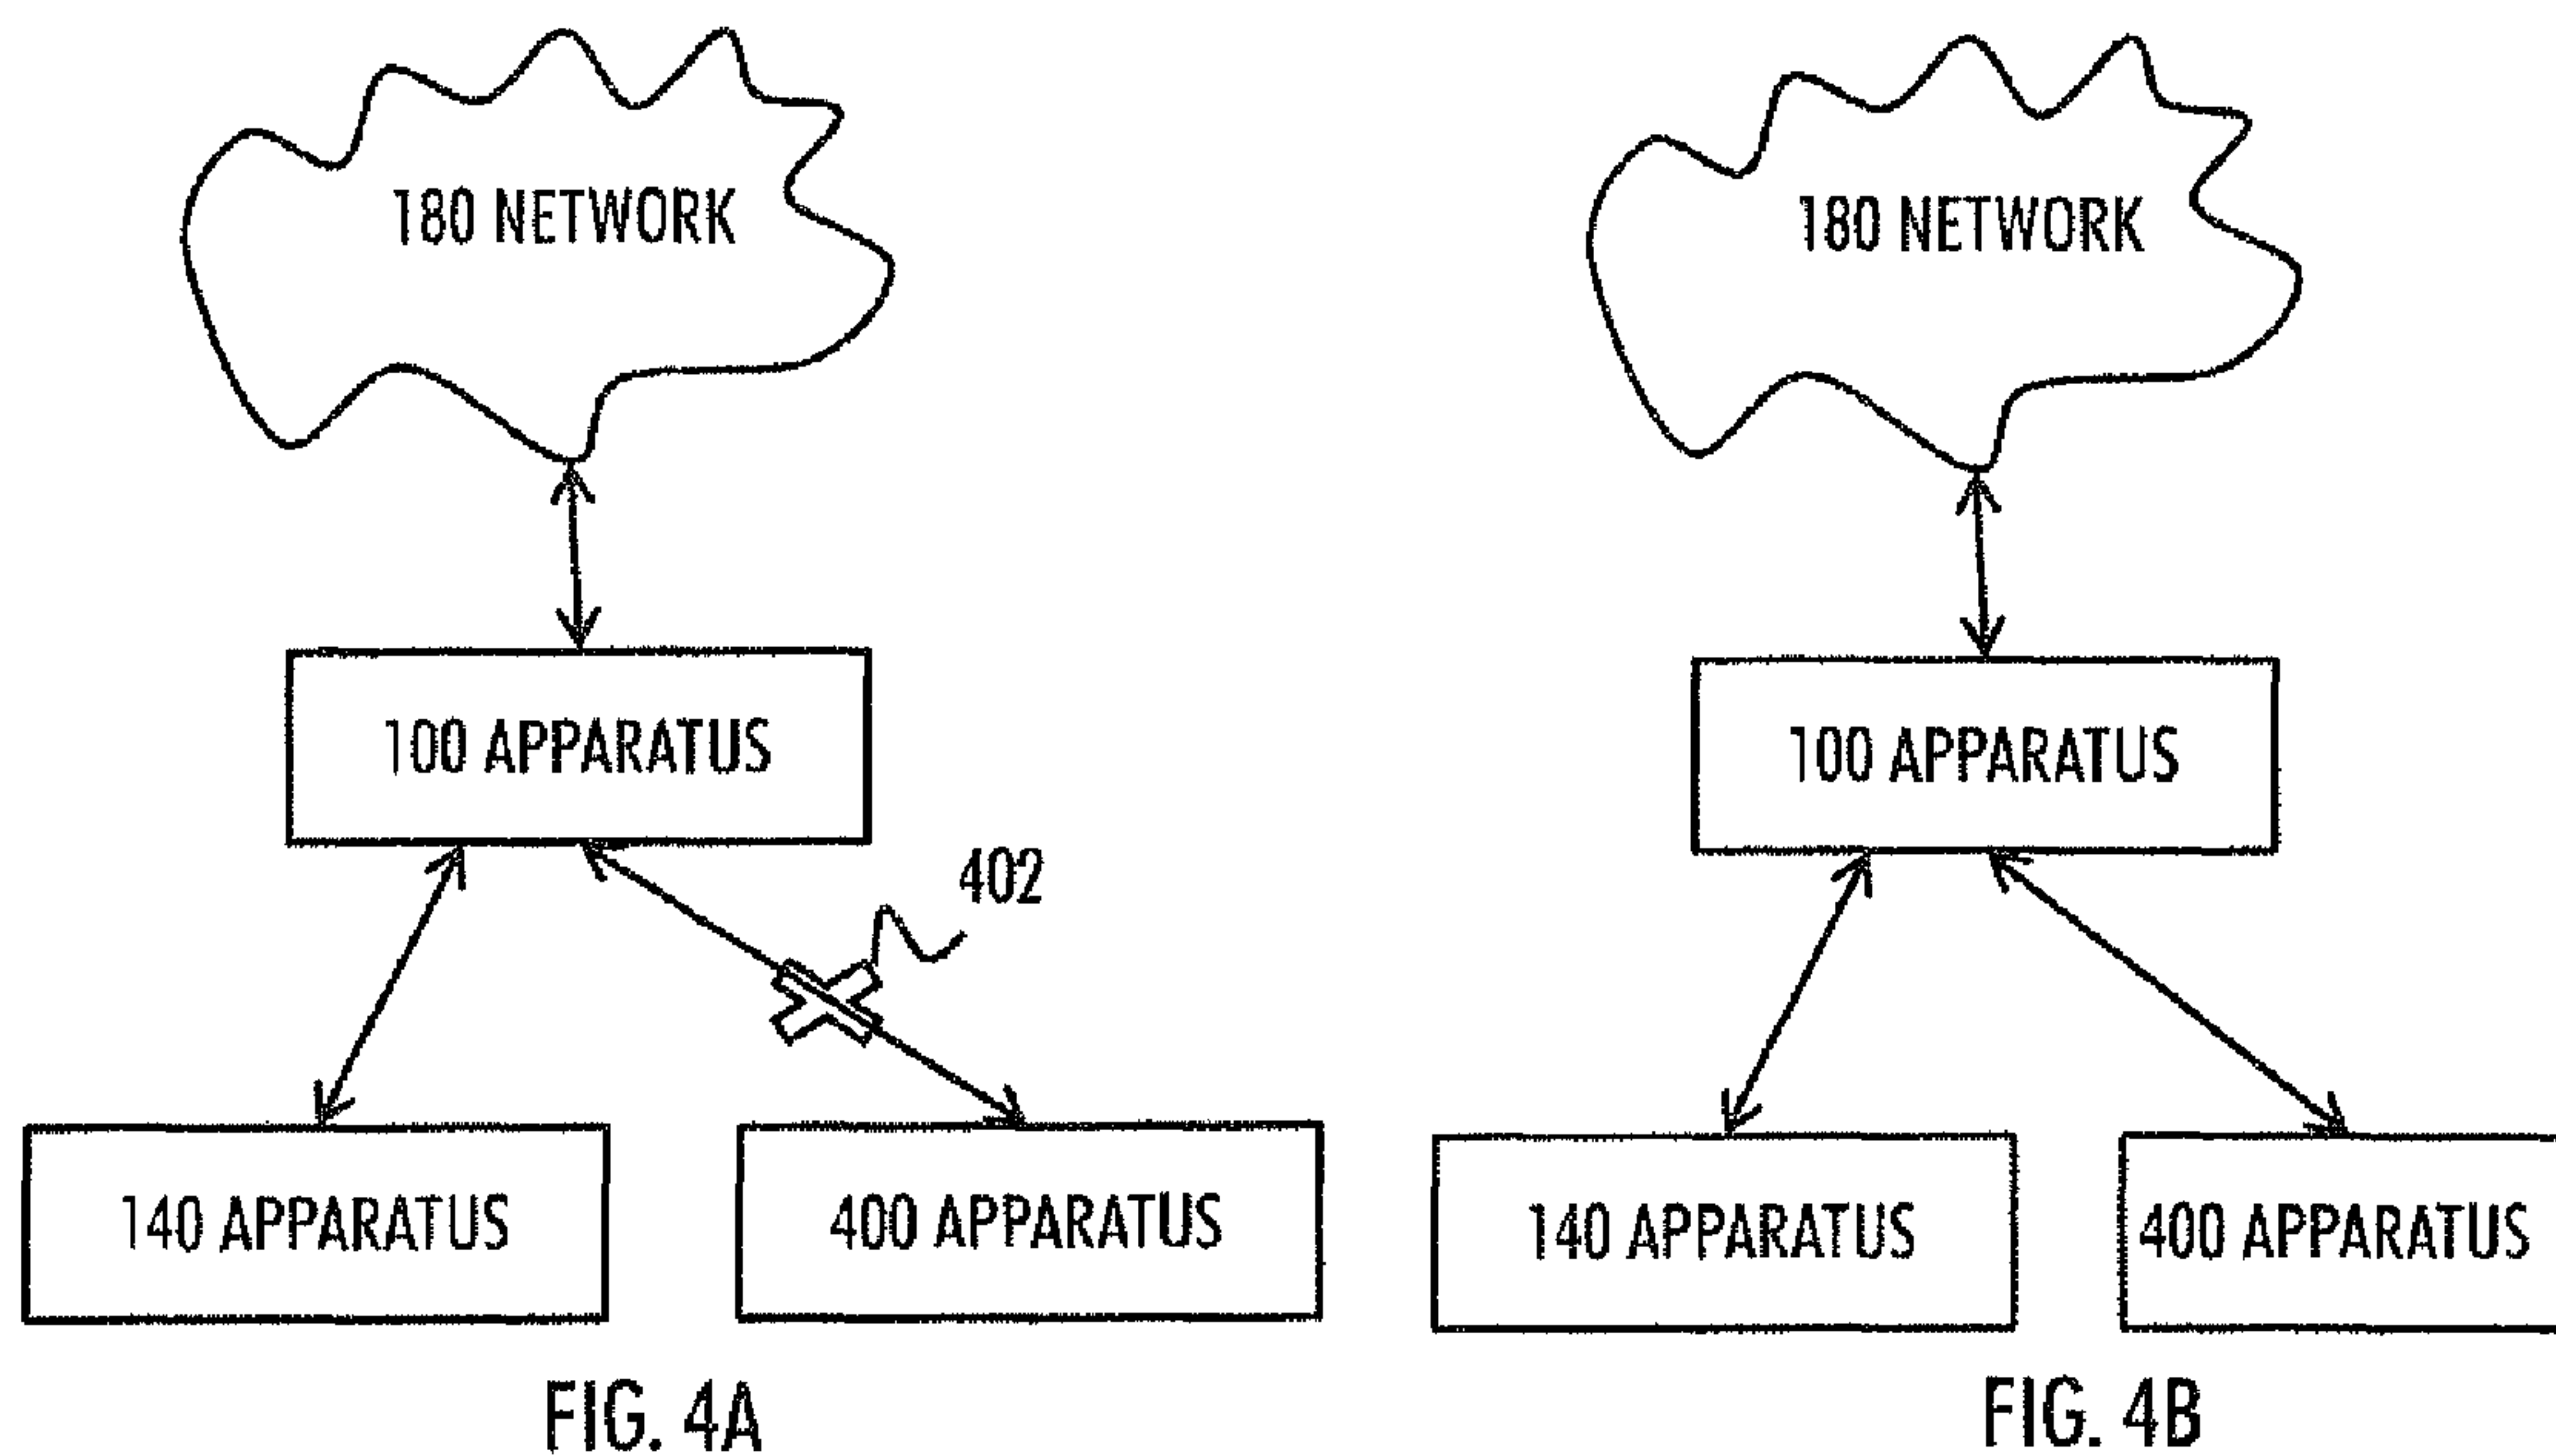 180 NETWORK
100 APPARATUS
402
140 APPARATUS
400 APPARATUS
FIG. 4A
180 NETWORK
100 APPARATUS
140 APPARATUS
400 APPARATUS
FIG. 4B